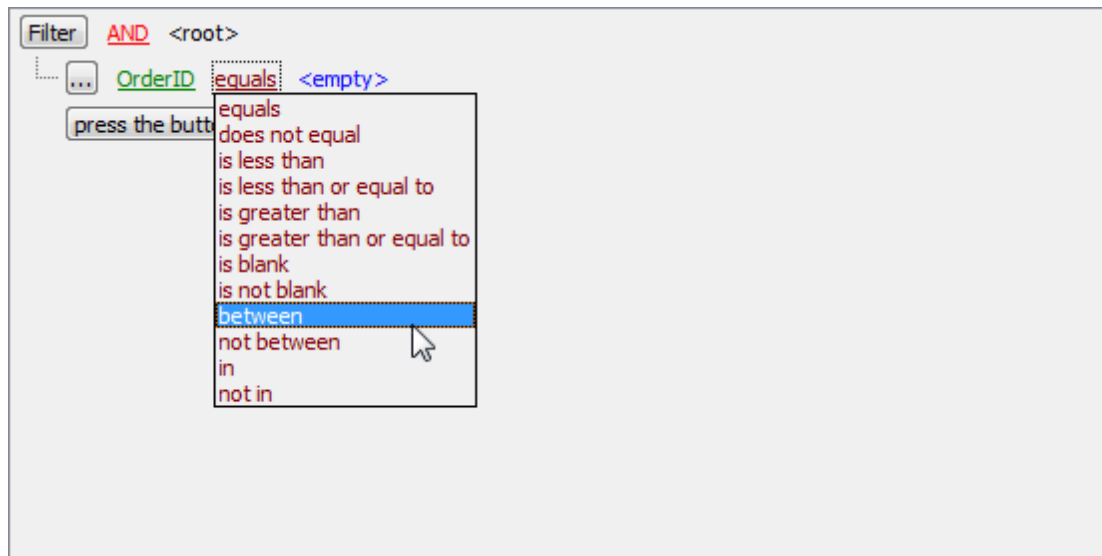 Filter AND <root>
... OrderID equals <empty>
press the butt
equals
does not equal
is less than
is less than or equal to
is greater than
is greater than or equal to
is blank
is not blank
between
not between
in
not in